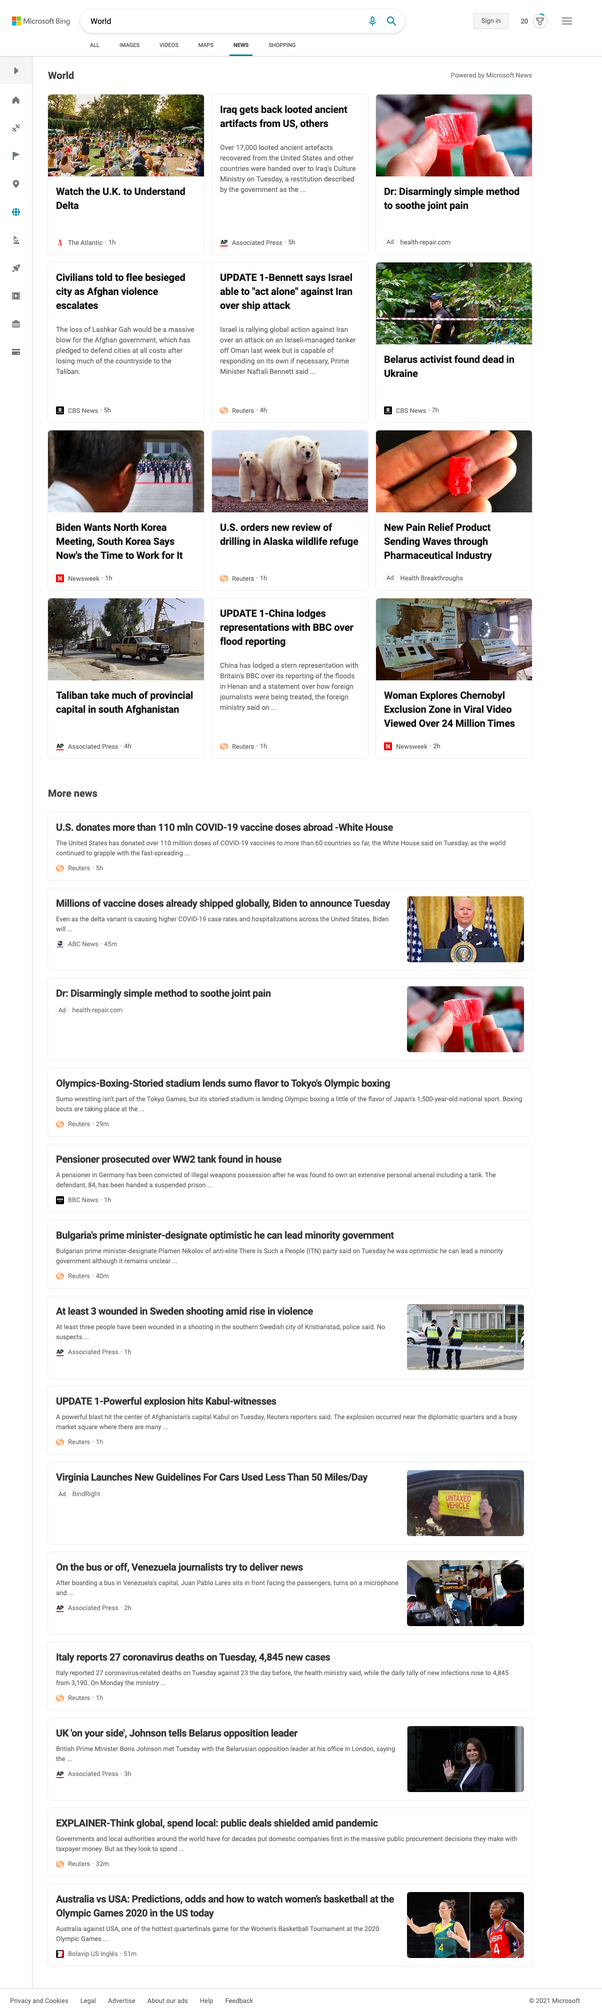 Microsoft Bing
World
Sign in
20
ALL
IMAGES
VIDEOS
MAPS
NEWS
SHOPPING
World
Powered by Microsoft News
Watch the U.K. to Understand
Delta
The Atlantic · 1h
Iraq gets back looted ancient
artifacts from US, others
Over 17,000 looted ancient artefacts
recovered from the United States and other
countries were handed over to Iraq's Culture
Ministry on Tuesday, a restitution described
by the government as the ...
AP Associated Press · 5h
Dr: Disarmingly simple method
to soothe joint pain
Ad health-repair.com
Civilians told to flee besieged
city as Afghan violence
escalates
The loss of Lashkar Gah would be a massive
blow for the Afghan government, which has
pledged to defend cities at all costs after
losing much of the countryside to the
Taliban.
CBS News · 5h
UPDATE 1-Bennett says Israel
able to "act alone" against Iran
over ship attack
Israel is rallying global action against Iran
over an attack on an Israeli-managed tanker
off Oman last week but is capable of
responding on its own if necessary, Prime
Minister Naftali Bennett said ...
Reuters · 4h
Belarus activist found dead in
Ukraine
CBS News · 7h
Biden Wants North Korea
Meeting, South Korea Says
Now's the Time to Work for It
N Newsweek · 1h
U.S. orders new review of
drilling in Alaska wildlife refuge
Reuters · 1h
New Pain Relief Product
Sending Waves through
Pharmaceutical Industry
Ad Health Breakthroughs
Taliban take much of provincial
capital in south Afghanistan
AP Associated Press · 4h
UPDATE 1-China lodges
representations with BBC over
flood reporting
China has lodged a stern representation with
Britain's BBC over its reporting of the floods
in Henan and a statement over how foreign
journalists were being treated, the foreign
ministry said on ...
Reuters · 1h
Woman Explores Chernobyl
Exclusion Zone in Viral Video
Viewed Over 24 Million Times
N Newsweek · 2h
More news
U.S. donates more than 110 mln COVID-19 vaccine doses abroad -White House
The United States has donated over 110 million doses of COVID-19 vaccines to more than 60 countries so far, the White House said on Tuesday, as the world
continued to grapple with the fast-spreading ...
Reuters · 5h
Millions of vaccine doses already shipped globally, Biden to announce Tuesday
Even as the delta variant is causing higher COVID-19 case rates and hospitalizations across the United States, Biden
will ...
ABC News · 45m
Dr: Disarmingly simple method to soothe joint pain
Ad health-repair.com
Olympics-Boxing-Storied stadium lends sumo flavor to Tokyo's Olympic boxing
Sumo wrestling isn't part of the Tokyo Games, but its storied stadium is lending Olympic boxing a little of the flavor of Japan's 1,500-year-old national sport. Boxing
bouts are taking place at the ...
Reuters · 29m
Pensioner prosecuted over WW2 tank found in house
A pensioner in Germany has been convicted of illegal weapons possession after he was found to own an extensive personal arsenal including a tank. The
defendant, 84, has been handed a suspended prison ...
BBC News · 1h
Bulgaria's prime minister-designate optimistic he can lead minority government
Bulgarian prime minister-designate Plamen Nikolov of anti-elite There Is Such a People (ITN) party said on Tuesday he was optimistic he can lead a minority
government although it remains unclear ...
Reuters · 40m
At least 3 wounded in Sweden shooting amid rise in violence
At least three people have been wounded in a shooting in the southern Swedish city of Kristianstad, police said. No
suspects ...
AP Associated Press · 1h
UPDATE 1-Powerful explosion hits Kabul-witnesses
A powerful blast hit the center of Afghanistan's capital Kabul on Tuesday, Reuters reporters said. The explosion occurred near the diplomatic quarters and a busy
market square where there are many ...
Reuters · 1h
Virginia Launches New Guidelines For Cars Used Less Than 50 Miles/Day
Ad BindRight
UNTAXED
VEHICLE
On the bus or off, Venezuela journalists try to deliver news
After boarding a bus in Venezuela's capital, Juan Pablo Lares sits in front facing the passengers, turns on a microphone
and ...
AP Associated Press · 2h
CAPITOLIO
Italy reports 27 coronavirus deaths on Tuesday, 4,845 new cases
Italy reported 27 coronavirus-related deaths on Tuesday against 23 the day before, the health ministry said, while the daily tally of new infections rose to 4,845
from 3,190. On Monday the ministry ...
Reuters · 1h
UK 'on your side', Johnson tells Belarus opposition leader
British Prime Minister Boris Johnson met Tuesday with the Belarusian opposition leader at his office in London, saying
the ...
AP Associated Press · 3h
EXPLAINER-Think global, spend local: public deals shielded amid pandemic
Governments and local authorities around the world have for decades put domestic companies first in the massive public procurement decisions they make with
taxpayer money. But as they look to spend ...
Reuters · 32m
Australia vs USA: Predictions, odds and how to watch women's basketball at the
Olympic Games 2020 in the US today
Australia against USA, one of the hottest quarterfinals game for the Women's Basketball Tournament at the 2020
Olympic Games ...
Bolavip US Inglés · 51m
4
USA
4
Privacy and Cookies
Legal
Advertise
About our ads
Help
Feedback
© 2021 Microsoft